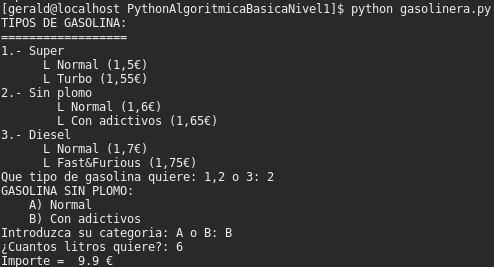 [gerald@localhost PythonAlgoritmicaBasicaNivel1]$ python gasolinera.py
TIPOS DE GASOLINA:
==================
1.- Super
L Normal (1,5€)
L Turbo (1,55€)
2.- Sin plomo
L Normal (1,6€)
L Con adictivos (1,65€)
3.- Diesel
L Normal (1,7€)
L Fast&Furious (1,75€)
Que tipo de gasolina quiere: 1,2 o 3: 2
GASOLINA SIN PLOMO:
A) Normal
B) Con adictivos
Introduzca su categoria: A o B: B
¿Cuantos litros quiere?: 6
Importe =  9.9 €